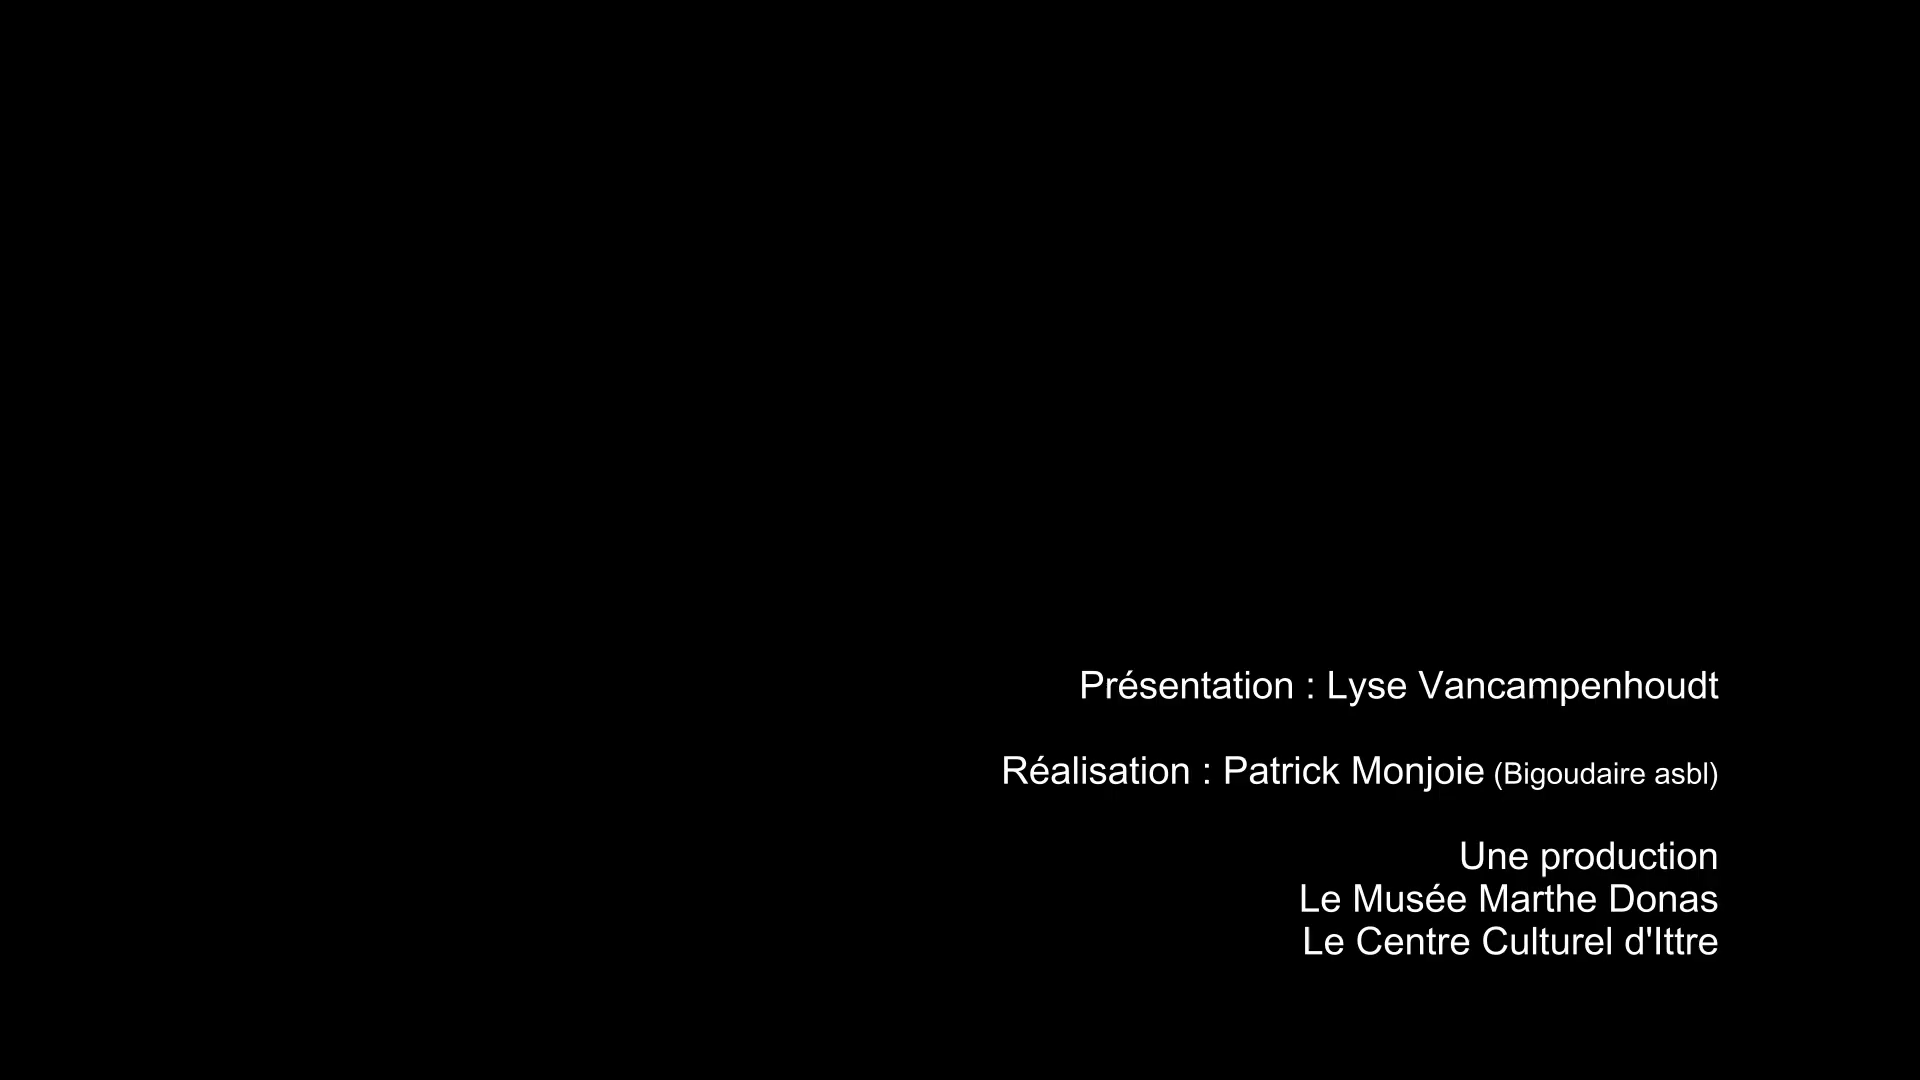 Présentation : Lyse Vancampenhoudt
Réalisation : Patrick Monjoie (Bigoudaire asbl)
Une production
Le Musée Marthe Donas
Le Centre Culturel d'Ittre